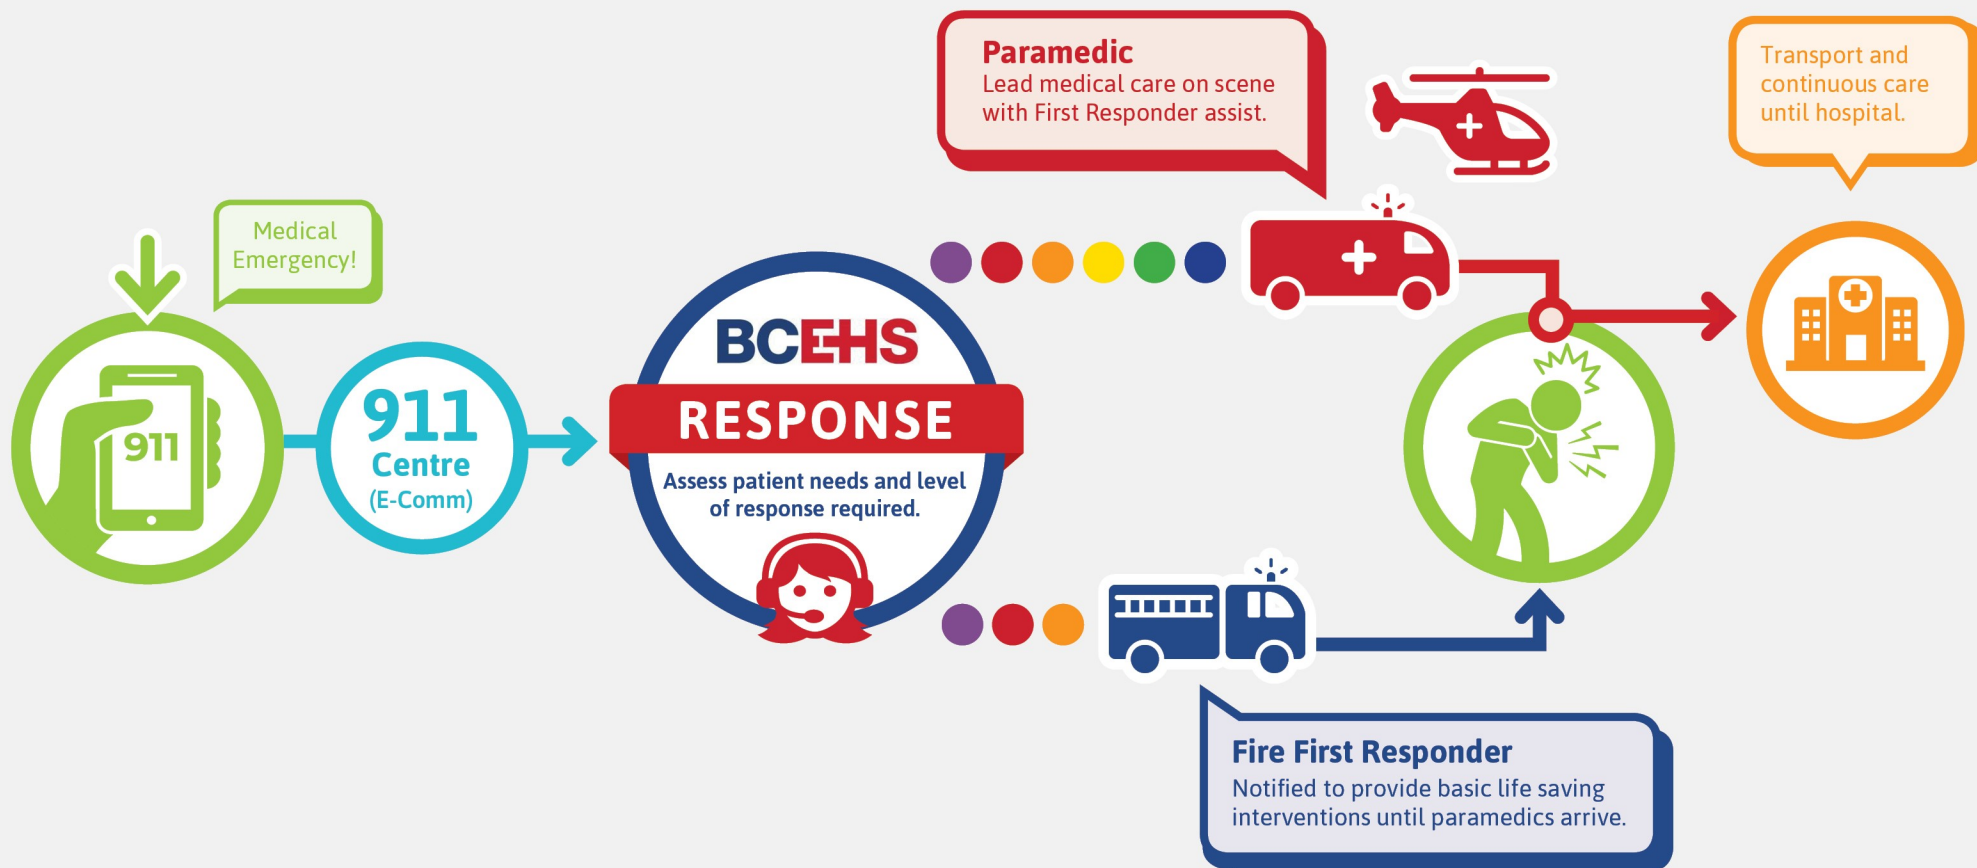 Medical
Emergency!
911
911
Centre
(E-Comm)
BCEHS
RESPONSE
Assess patient needs and level
of response required.
Paramedic
Lead medical care on scene
with First Responder assist.
Fire First Responder
Notified to provide basic life saving
interventions until paramedics arrive.
Transport and
continuous care
until hospital.